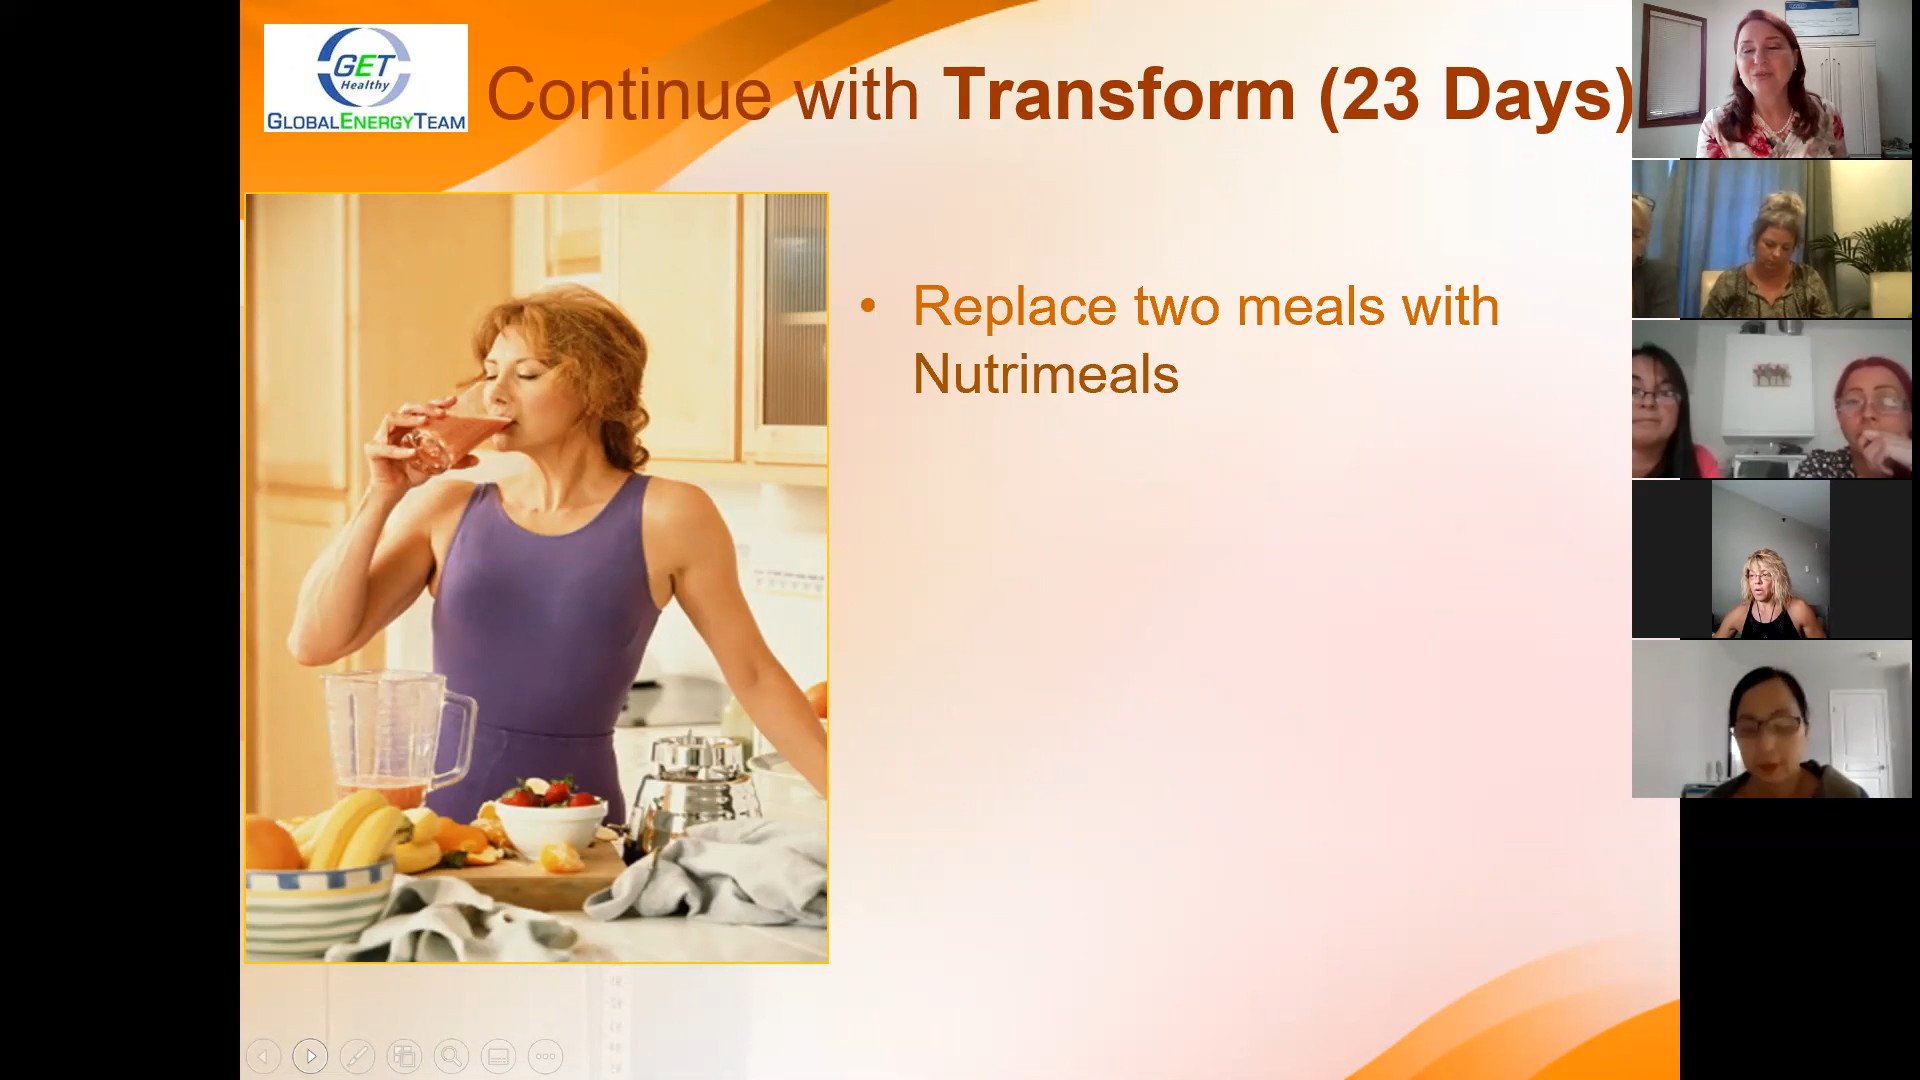 GET
Healthy
GLOBALENERGYTEAM
Continue with Transform (23 Days)
• Replace two meals with
Nutrimeals